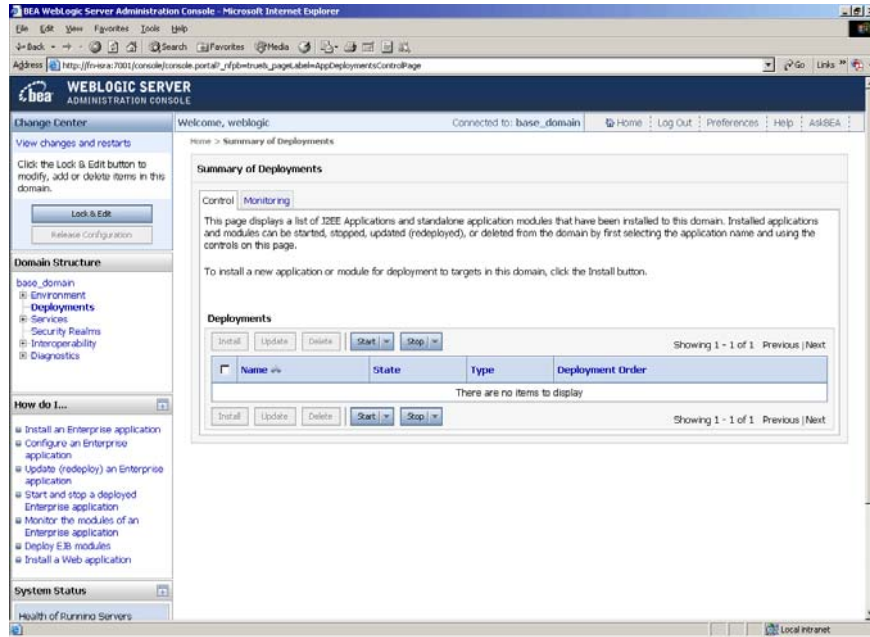 BEA WebLogic Server Administration Console - Microsoft Internet Explorer
File Edit View Favorites Tools Help
Back Search Favorites Media
Address http://fn-isra:7001/console/console.portal?_nfpb=true&_pageLabel=AppDeploymentsControlPage Go Links
bea WEBLOGIC SERVER
ADMINISTRATION CONSOLE
Change Center
View changes and restarts
Click the Lock & Edit button to
modify, add or delete items in this
domain.
Lock & Edit
Release Configuration
Domain Structure
base_domain
Environment
Deployments
Services
Security Realms
Interoperability
Diagnostics
How do I...
Install an Enterprise application
Configure an Enterprise
application
Update (redeploy) an Enterprise
application
Start and stop a deployed
Enterprise application
Monitor the modules of an
Enterprise application
Deploy EJB modules
Install a Web application
System Status
Health of Running Servers
Welcome, weblogic Connected to: base_domain Home Log Out Preferences Help AskBEA
Home > Summary of Deployments
Summary of Deployments
Control Monitoring
This page displays a list of J2EE Applications and standalone application modules that have been installed to this domain. Installed applications
and modules can be started, stopped, updated (redeployed), or deleted from the domain by first selecting the application name and using the
controls on this page.
To install a new application or module for deployment to targets in this domain, click the Install button.
Deployments
Install Update Delete Start Stop Showing 1 - 1 of 1 Previous | Next
Name State Type Deployment Order
There are no items to display
Install Update Delete Start Stop Showing 1 - 1 of 1 Previous | Next
Local intranet